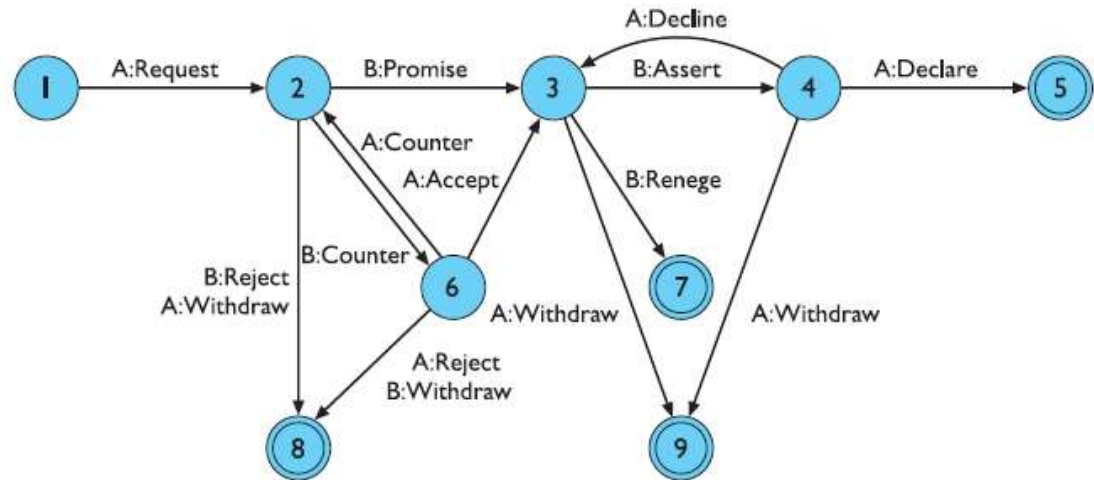 A:Decline
A:Request
B:Promise
B:Assert
A:Declare
1
2
3
4
5
A:Counter
A:Accept
B:Renege
B:Counter
B:Reject
A:Withdraw
6
7
A:Withdraw
A:Withdraw
A:Reject
B:Withdraw
8
9